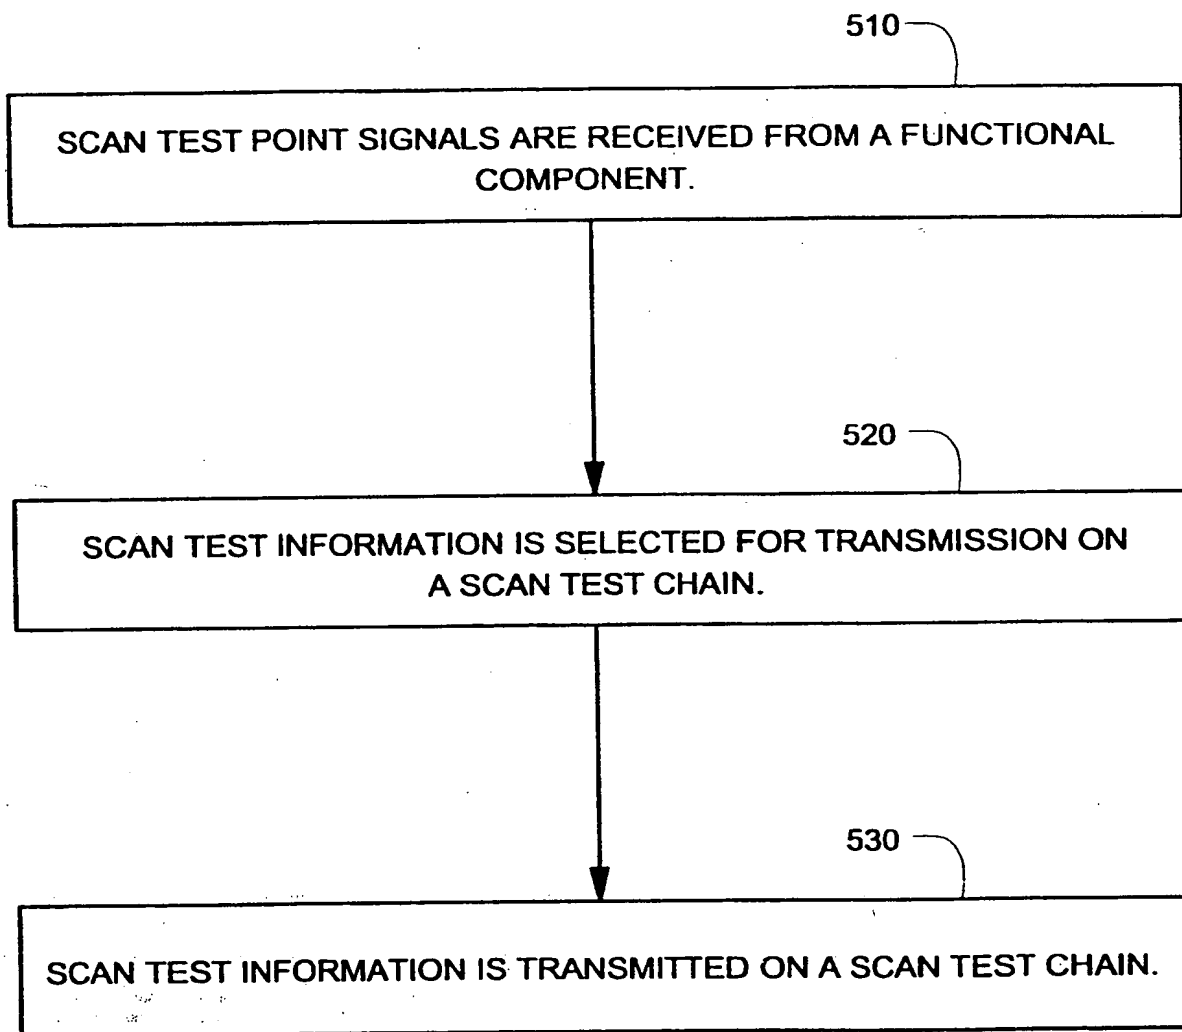 510
SCAN TEST POINT SIGNALS ARE RECEIVED FROM A FUNCTIONAL
COMPONENT.
520
SCAN TEST INFORMATION IS SELECTED FOR TRANSMISSION ON
A SCAN TEST CHAIN.
530
SCAN TEST INFORMATION IS TRANSMITTED ON A SCAN TEST CHAIN.